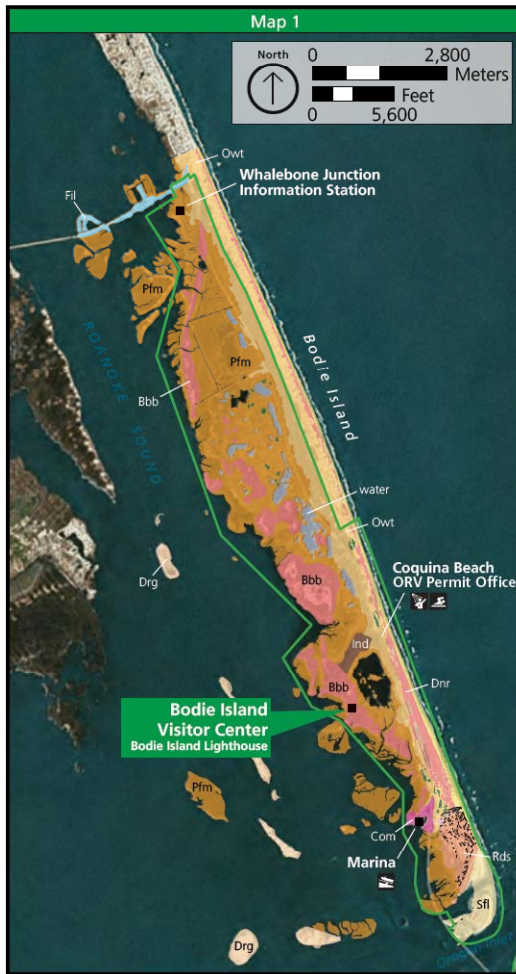 Map 1
North
0 2,800
Meters
Feet
0 5,600
Owt
Whalebone Junction
Information Station
Fil
Pfm
ROANOKE SOUND
Pfm
Bodie Island
Bbb
water
Owt
Drg
Bbb
Coquina Beach
ORV Permit Office
Ind
Bbb
Dnr
Bodie Island
Visitor Center
Bodie Island Lighthouse
Pfm
Com
Marina
Rds
Sfl
Drg
Oregon Inlet